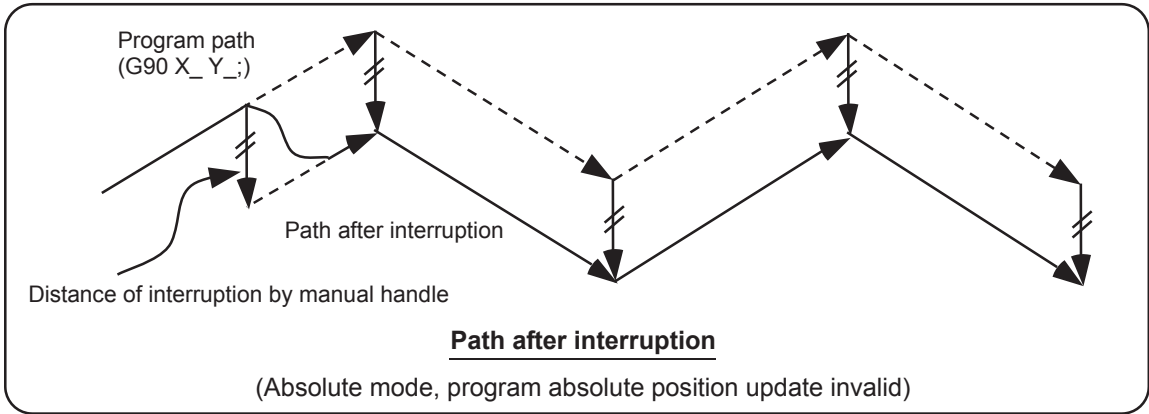 Program path
(G90 X_ Y_;)
Path after interruption
Distance of interruption by manual handle
Path after interruption
(Absolute mode, program absolute position update invalid)